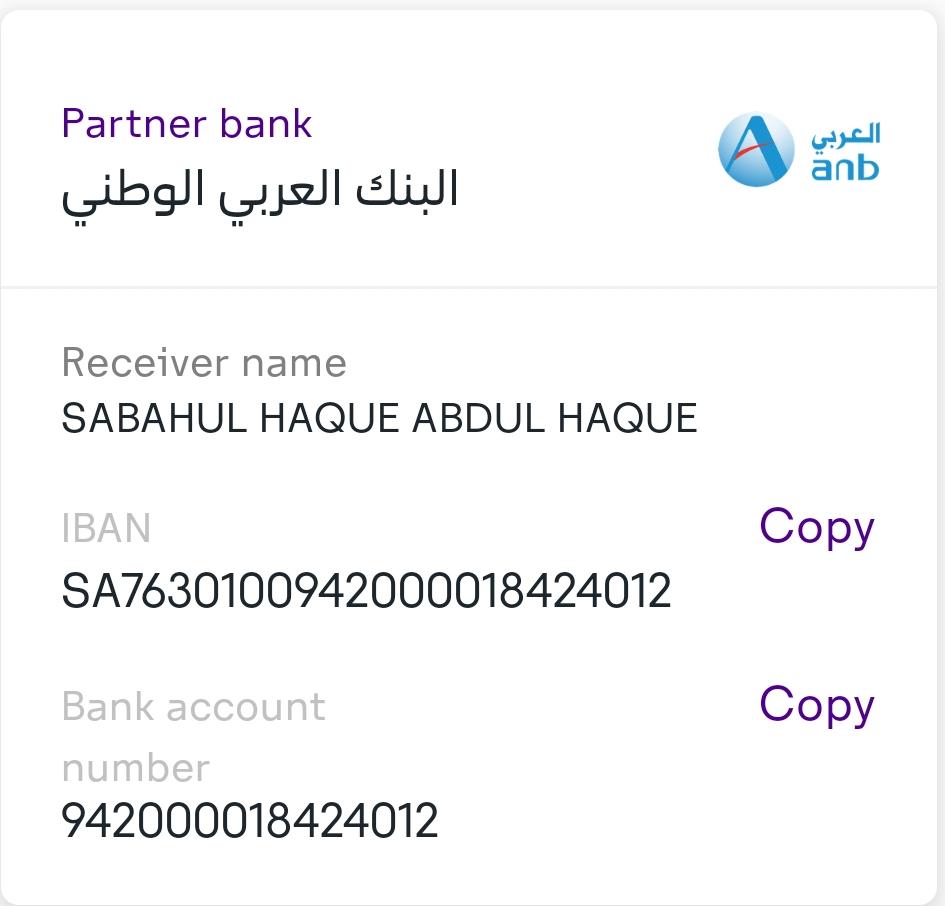 Partner bank
البنك العربي الوطني
العربي
anb
Receiver name
SABAHUL HAQUE ABDUL HAQUE
IBAN
Copy
SA7630100942000018424012
Bank account
number
Copy
942000018424012